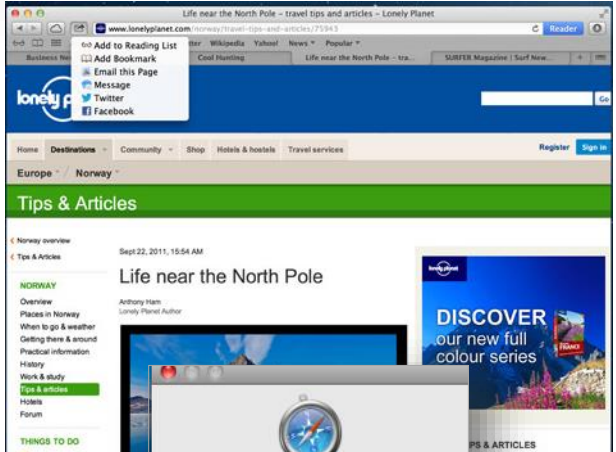 Life near the North Pole – travel tips and articles – Lonely Planet
www.lonelyplanet.com/norway/travel-tips-and-articles/75943
Reader
Add to Reading List
Wikipedia Yahoo! News Popular
Add Bookmark
Cool Hunting
Life near the North Pole – tra...
SURFER Magazine | Surf New...
Email this Page
Message
Twitter
Facebook
lonely
Go
Home Destinations Community Shop Hotels & hostels Travel services
Register Sign in
Europe / Norway
Tips & Articles
Norway overview
Tips & Articles
Sept 22, 2011, 15:54 AM
Life near the North Pole
Anthony Ham
Lonely Planet Author
NORWAY
Overview
Places in Norway
When to go & weather
Getting there & around
Practical information
History
Work & study
Tips & articles
Hotels
Forum
THINGS TO DO
lonely planet
DISCOVER
our new full
colour series
FRANCE
PS & ARTICLES